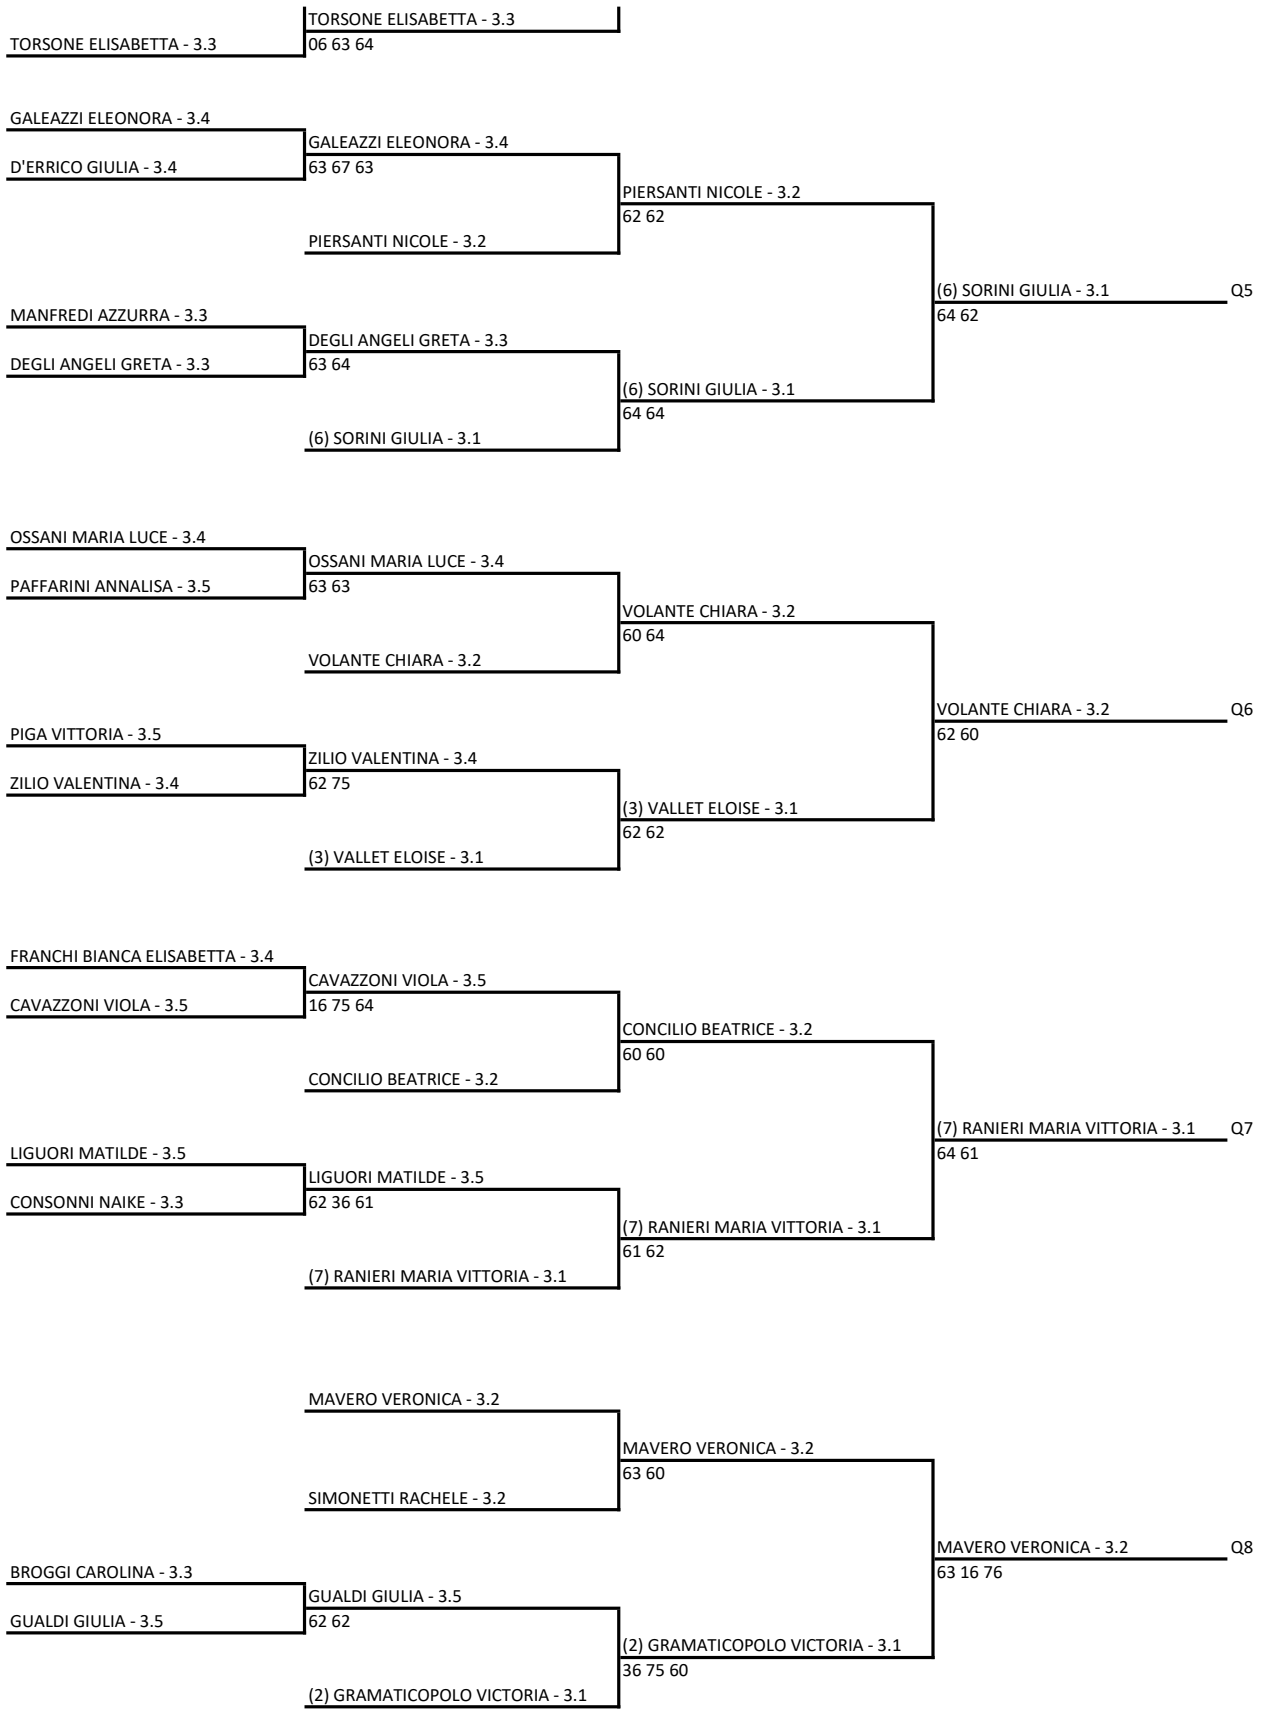 TORSONE ELISABETTA - 3.3
TORSONE ELISABETTA - 3.3
06 63 64
GALEAZZI ELEONORA - 3.4
GALEAZZI ELEONORA - 3.4
D'ERRICO GIULIA - 3.4
63 67 63
PIERSANTI NICOLE - 3.2
62 62
PIERSANTI NICOLE - 3.2
(6) SORINI GIULIA - 3.1
Q5
MANFREDI AZZURRA - 3.3
64 62
DEGLI ANGELI GRETA - 3.3
DEGLI ANGELI GRETA - 3.3
63 64
(6) SORINI GIULIA - 3.1
64 64
(6) SORINI GIULIA - 3.1
OSSANI MARIA LUCE - 3.4
OSSANI MARIA LUCE - 3.4
PAFFARINI ANNALISA - 3.5
63 63
VOLANTE CHIARA - 3.2
60 64
VOLANTE CHIARA - 3.2
VOLANTE CHIARA - 3.2
Q6
PIGA VITTORIA - 3.5
62 60
ZILIO VALENTINA - 3.4
ZILIO VALENTINA - 3.4
62 75
(3) VALLET ELOISE - 3.1
62 62
(3) VALLET ELOISE - 3.1
FRANCHI BIANCA ELISABETTA - 3.4
CAVAZZONI VIOLA - 3.5
CAVAZZONI VIOLA - 3.5
16 75 64
CONCILIO BEATRICE - 3.2
60 60
CONCILIO BEATRICE - 3.2
(7) RANIERI MARIA VITTORIA - 3.1
Q7
LIGUORI MATILDE - 3.5
64 61
LIGUORI MATILDE - 3.5
CONSONNI NAIKE - 3.3
62 36 61
(7) RANIERI MARIA VITTORIA - 3.1
61 62
(7) RANIERI MARIA VITTORIA - 3.1
MAVERO VERONICA - 3.2
MAVERO VERONICA - 3.2
63 60
SIMONETTI RACHELE - 3.2
MAVERO VERONICA - 3.2
Q8
BROGGI CAROLINA - 3.3
63 16 76
GUALDI GIULIA - 3.5
GUALDI GIULIA - 3.5
62 62
(2) GRAMATICOPOLO VICTORIA - 3.1
36 75 60
(2) GRAMATICOPOLO VICTORIA - 3.1